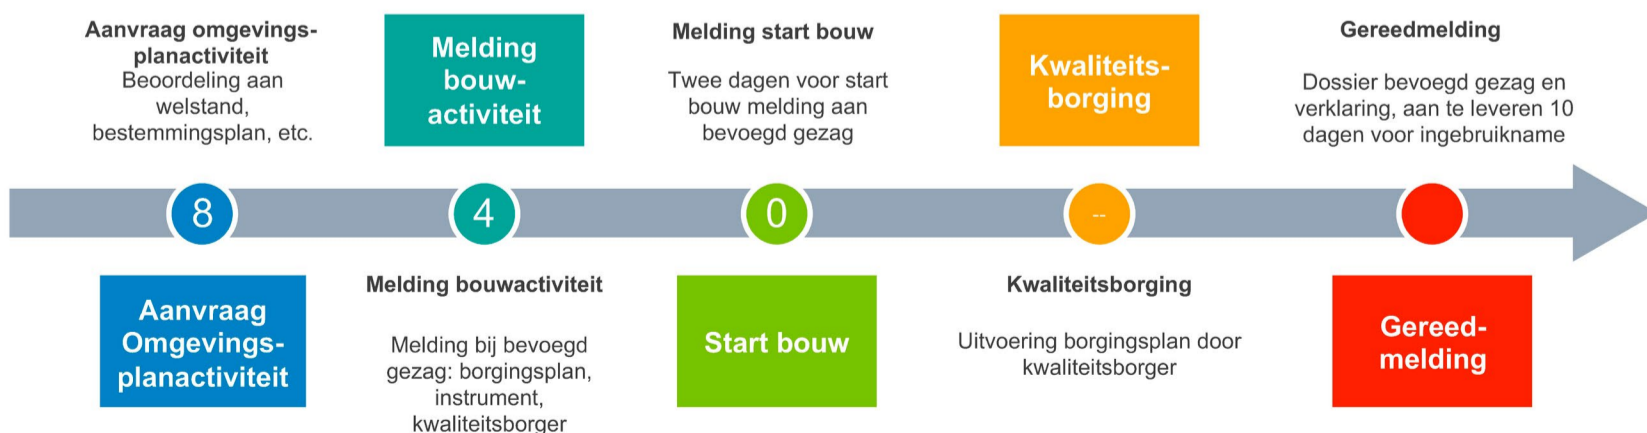 Aanvraag omgevings-
planactiviteit
Beoordeling aan
welstand,
bestemmingsplan, etc.
Melding
bouw-
activiteit
Melding start bouw
Twee dagen voor start
bouw melding aan
bevoegd gezag
Kwaliteits-
borging
Gereedmelding
Dossier bevoegd gezag en
verklaring, aan te leveren 10
dagen voor ingebruikname
8
4
0
--
Aanvraag
Omgevings-
planactiviteit
Melding bouwactiviteit
Melding bij bevoegd
gezag: borgingsplan,
instrument,
kwaliteitsborger
Start bouw
Kwaliteitsborging
Uitvoering borgingsplan door
kwaliteitsborger
Gereed-
melding